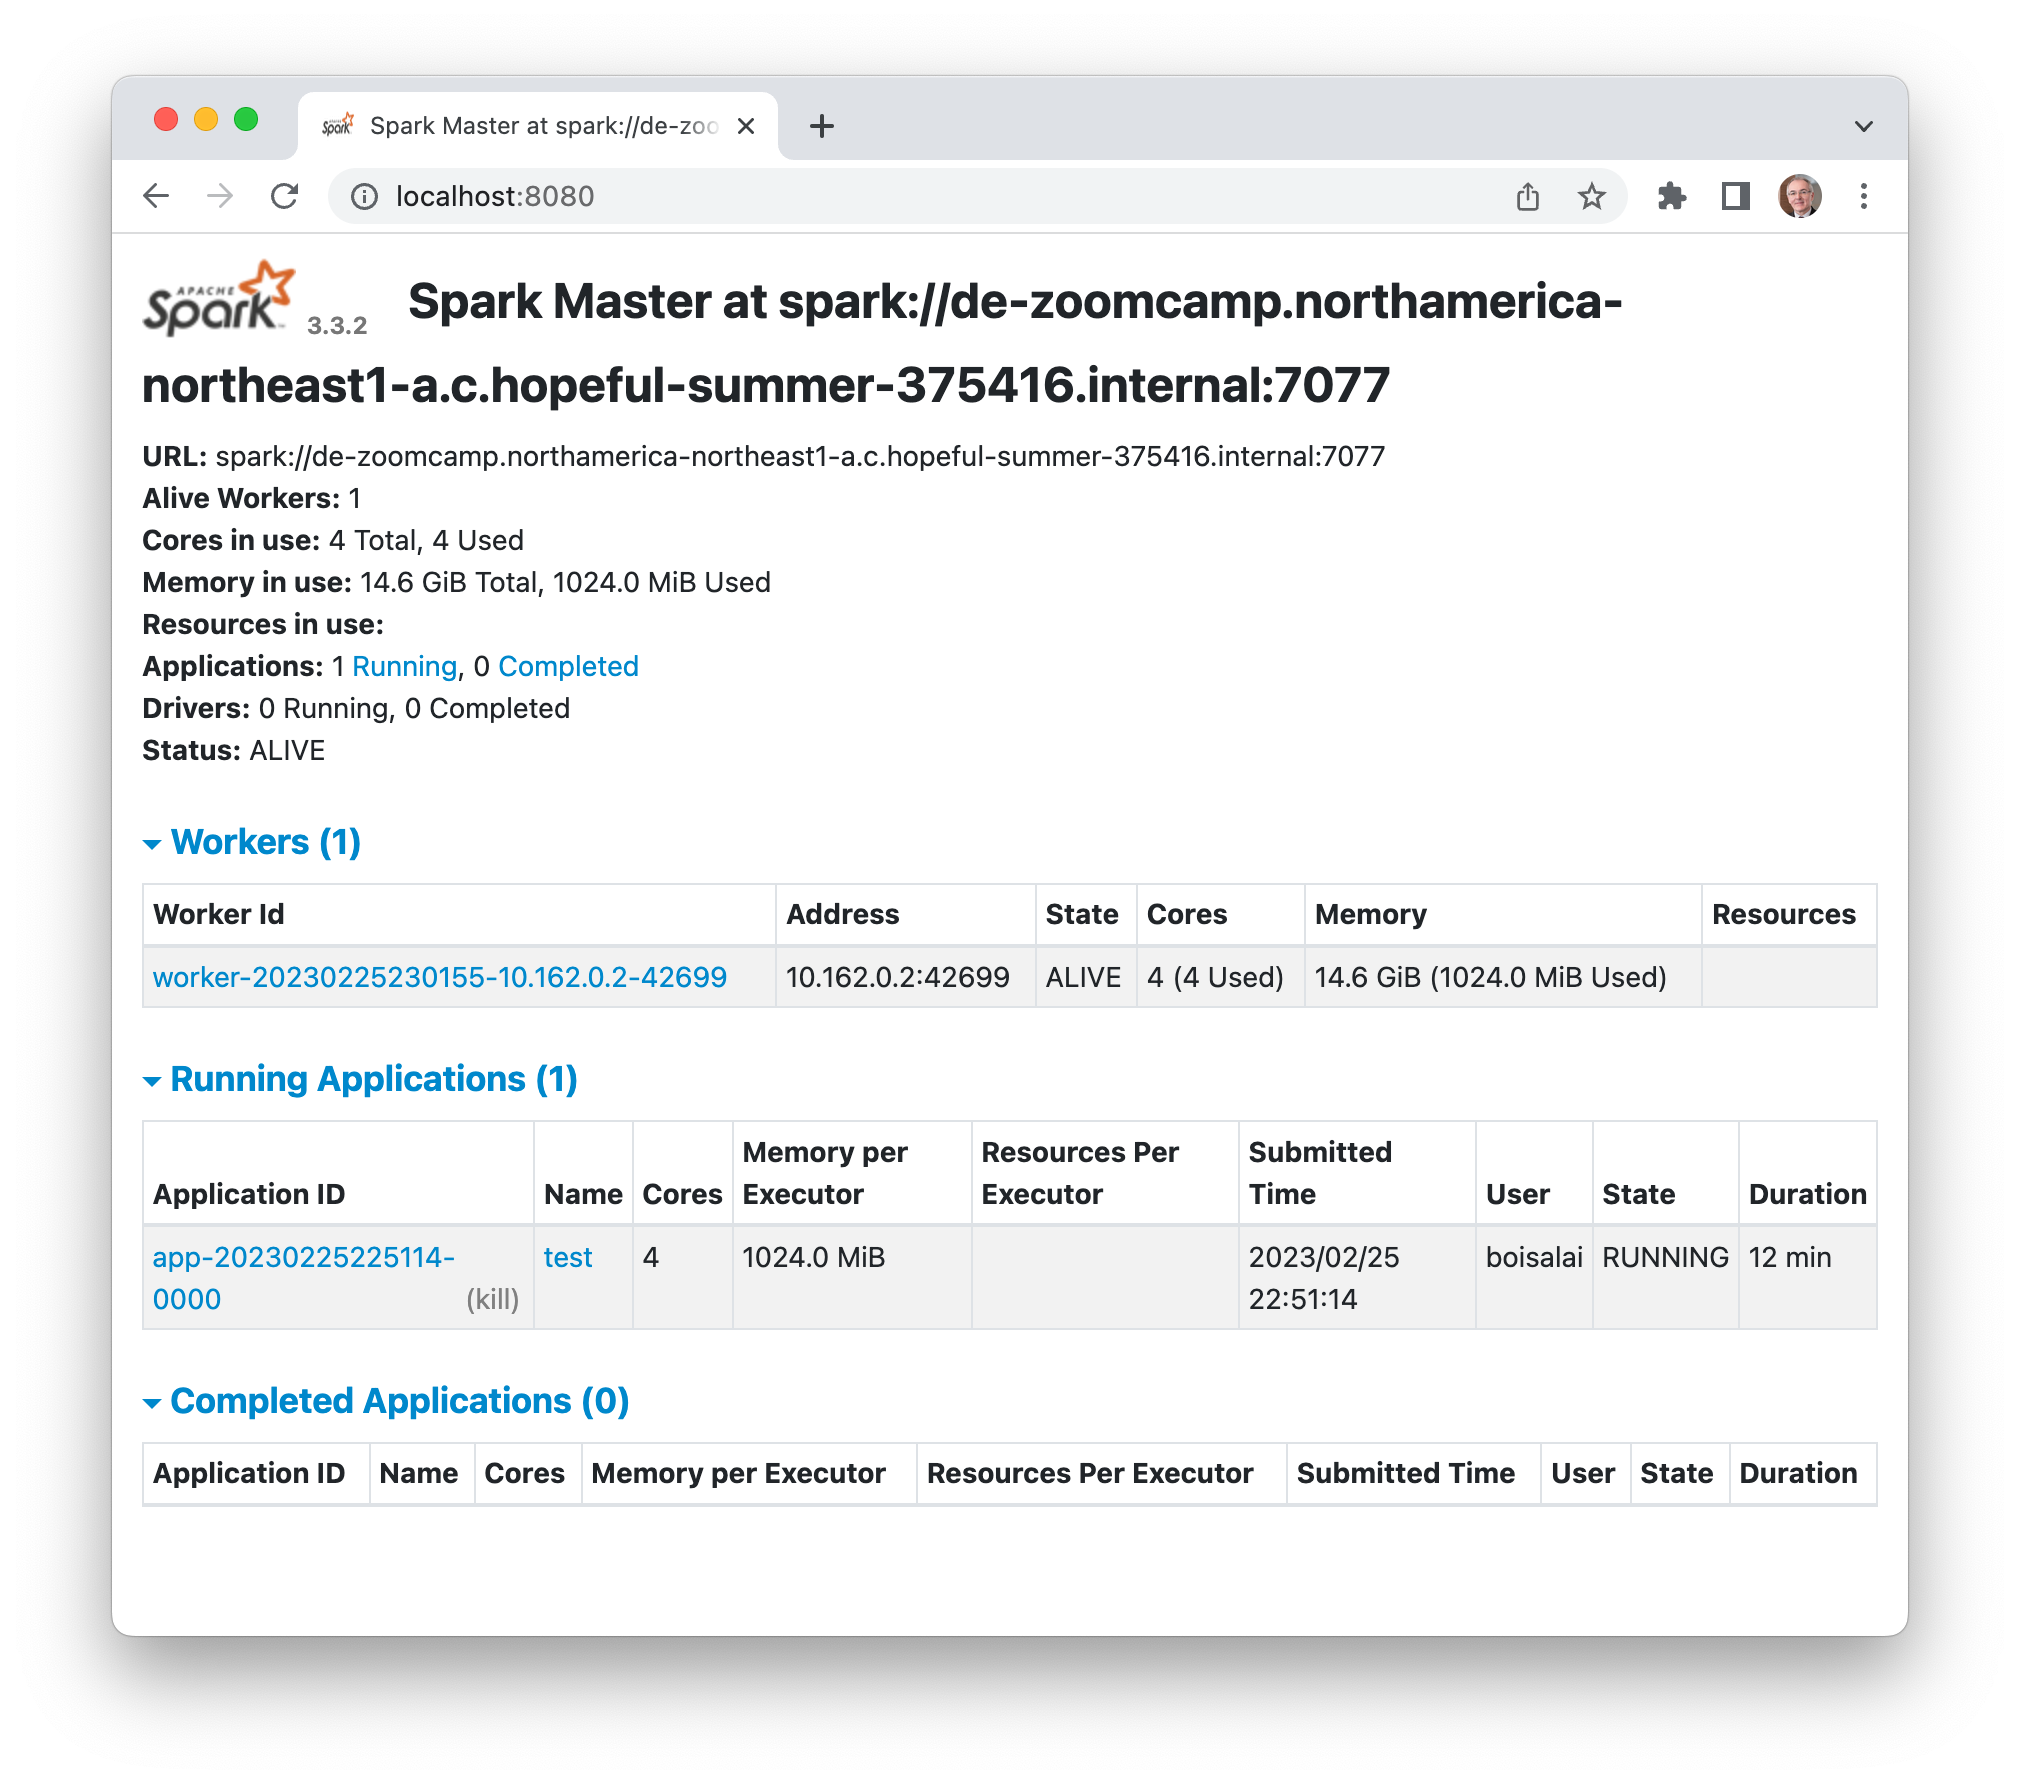 Spark Master at spark://de-zoo
localhost:8080
APACHE Spark 3.3.2 Spark Master at spark://de-zoomcamp.northamerica-
northeast1-a.c.hopeful-summer-375416.internal:7077
URL: spark://de-zoomcamp.northamerica-northeast1-a.c.hopeful-summer-375416.internal:7077
Alive Workers: 1
Cores in use: 4 Total, 4 Used
Memory in use: 14.6 GiB Total, 1024.0 MiB Used
Resources in use:
Applications: 1 Running, 0 Completed
Drivers: 0 Running, 0 Completed
Status: ALIVE
Workers (1)
Worker Id Address State Cores Memory Resources
worker-20230225230155-10.162.0.2-42699 10.162.0.2:42699 ALIVE 4 (4 Used) 14.6 GiB (1024.0 MiB Used)
Running Applications (1)
Application ID Name Cores Memory per Executor Resources Per Executor Submitted Time User State Duration
app-20230225225114-0000 (kill) test 4 1024.0 MiB 2023/02/25 22:51:14 boisalai RUNNING 12 min
Completed Applications (0)
Application ID Name Cores Memory per Executor Resources Per Executor Submitted Time User State Duration